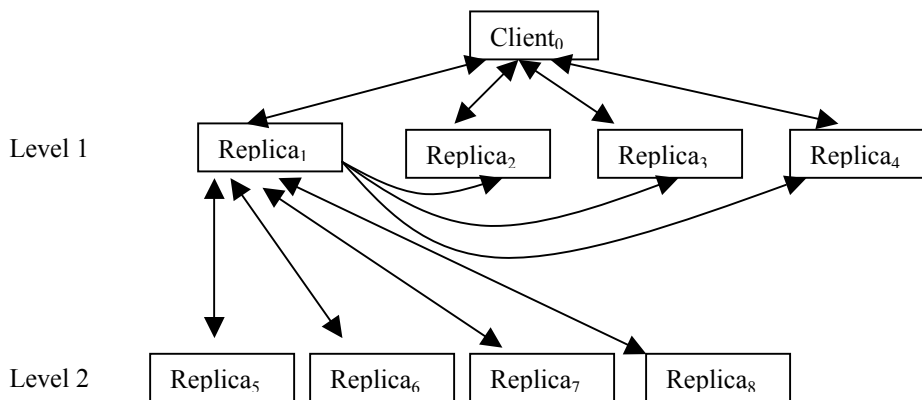 Client₀
Level 1
Replica₁
Replica₂
Replica₃
Replica₄
Level 2
Replica₅
Replica₆
Replica₇
Replica₈